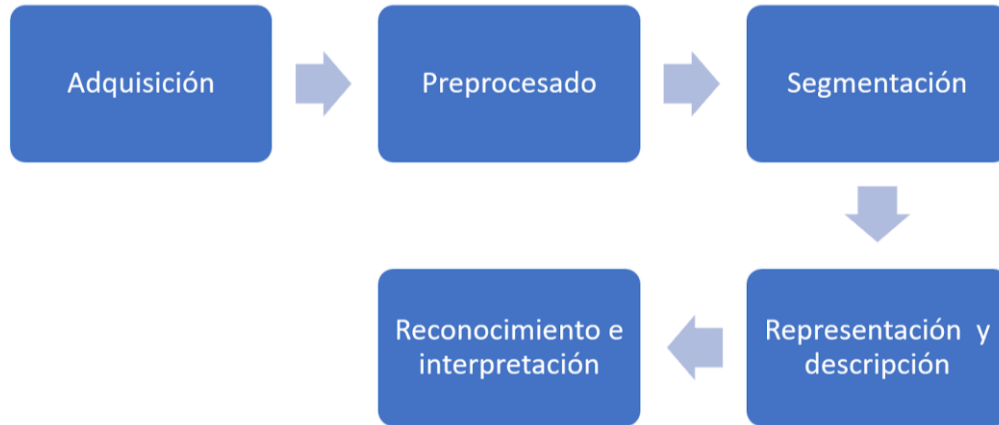 Adquisición
Preprocesado
Segmentación
Representación y
descripción
Reconocimiento e
interpretación